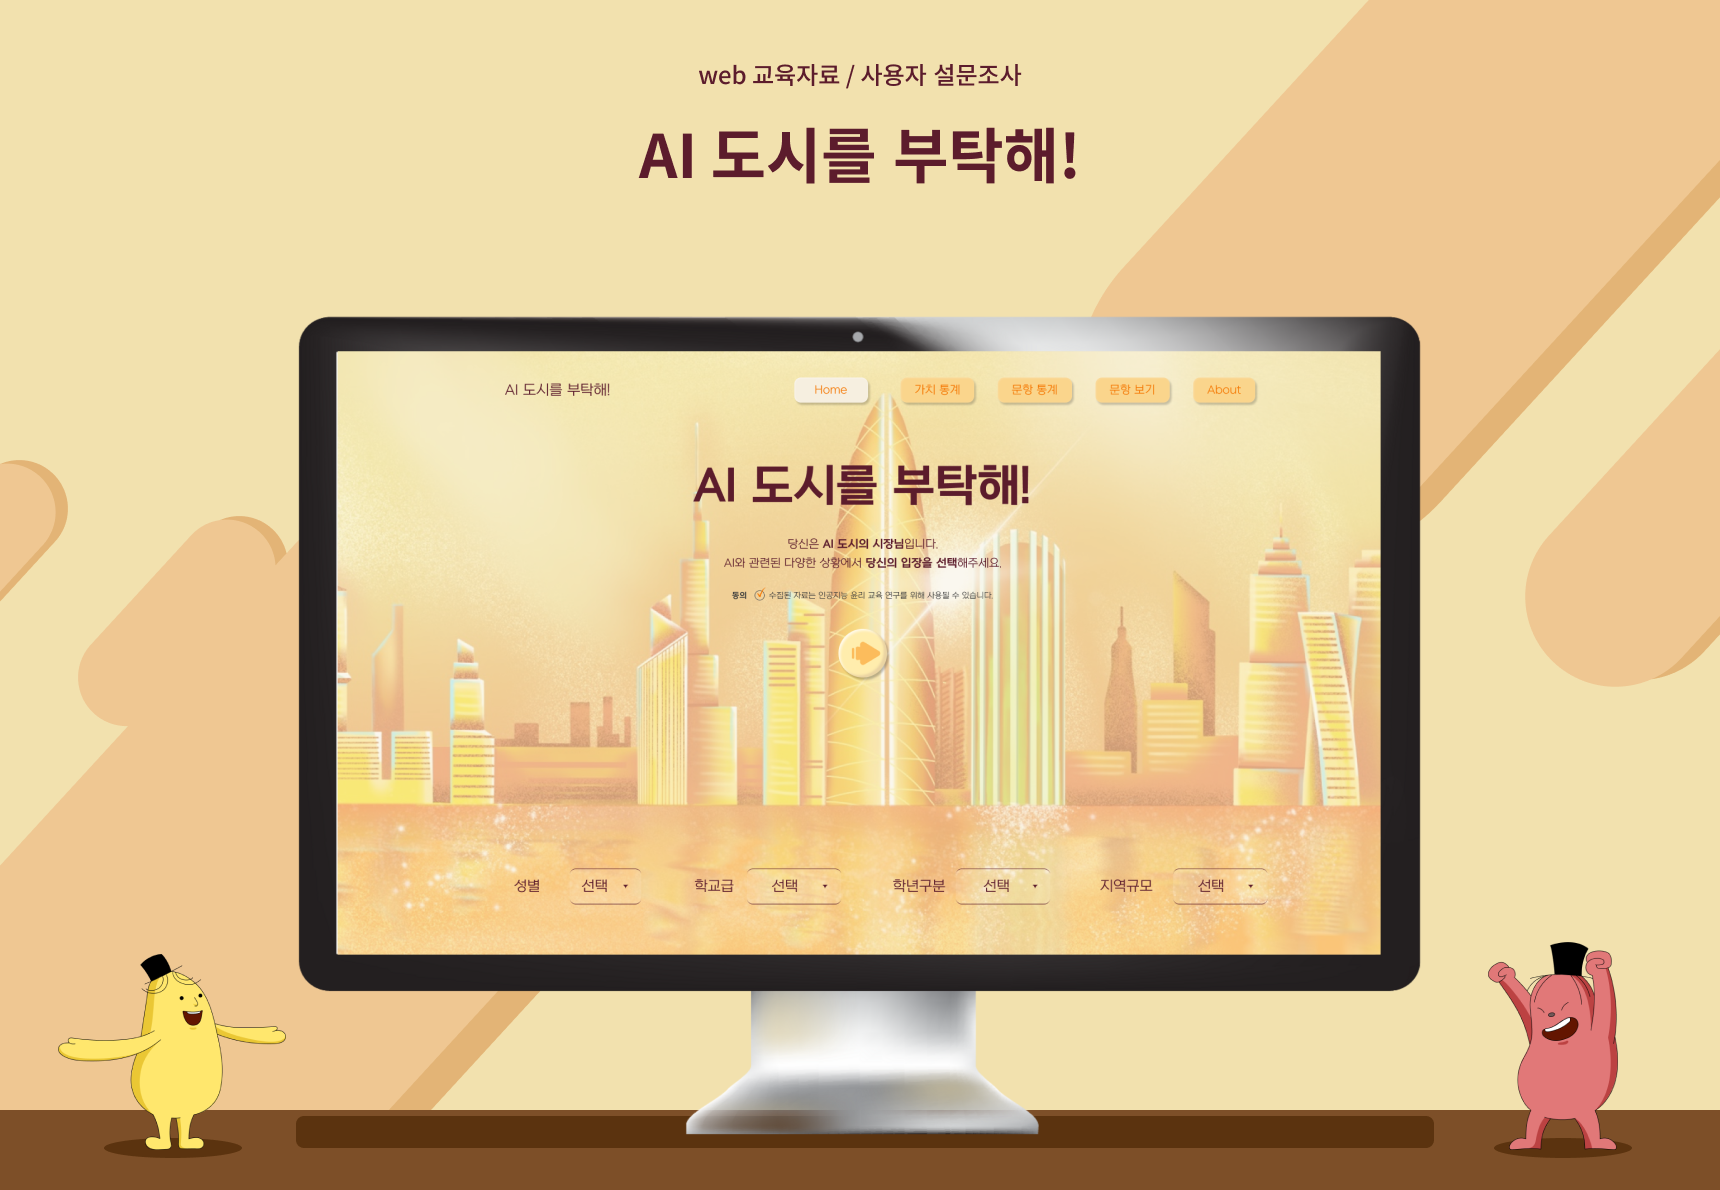 web 교육자료 / 사용자 설문조사
AI 도시를 부탁해!
AI 도시를 부탁해!
Home
가치 통계
문항 통계
문항 보기
About
AI 도시를 부탁해!
당신은 AI 도시의 시장님입니다.
AI와 관련된 다양한 상황에서 당신의 입장을 선택해주세요.
동의 수집된 자료는 인공지능 윤리 교육 연구를 위해 사용될 수 있습니다.
성별 선택 학교급 선택 학년구분 선택 지역규모 선택